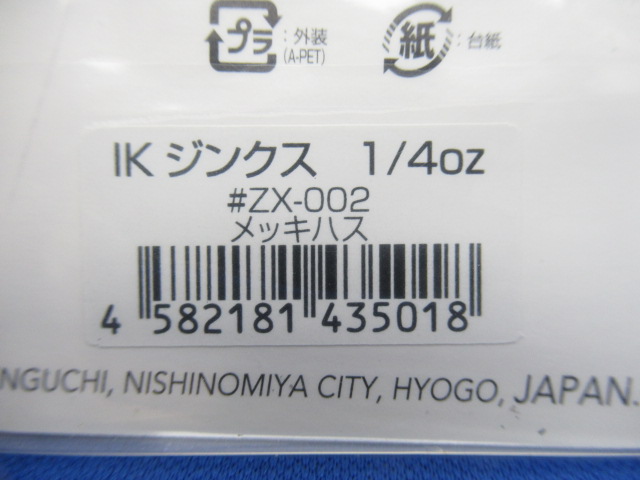 プラ :外装 (A-PET) 紙 :台紙
IK ジンクス 1/4oz
#ZX-002
メッキハス
4 582181 435018
NGUCHI, NISHINOMIYA CITY, HYOGO, JAPAN.